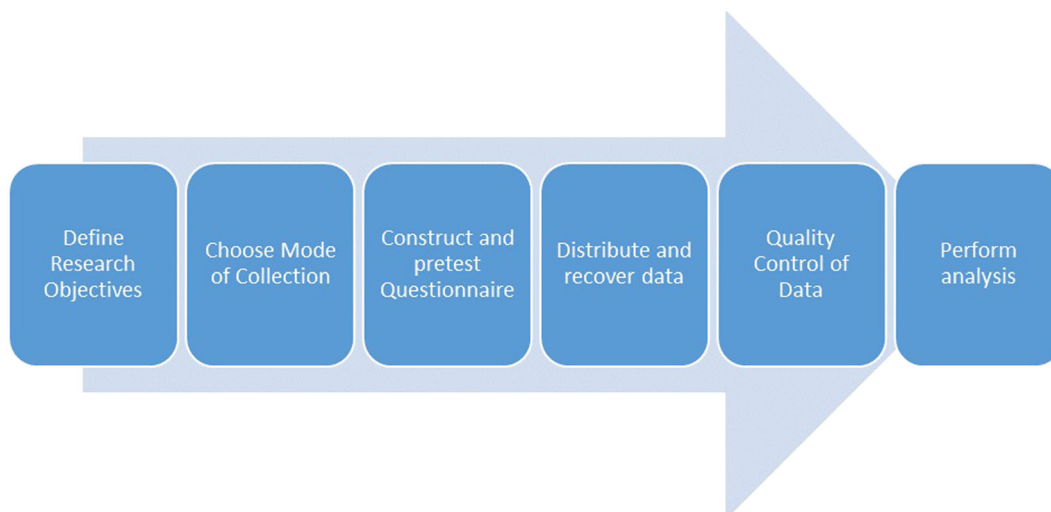 Define
Research
Objectives
Choose Mode
of Collection
Construct and
pretest
Questionnaire
Distribute and
recover data
Quality
Control of
Data
Perform
analysis